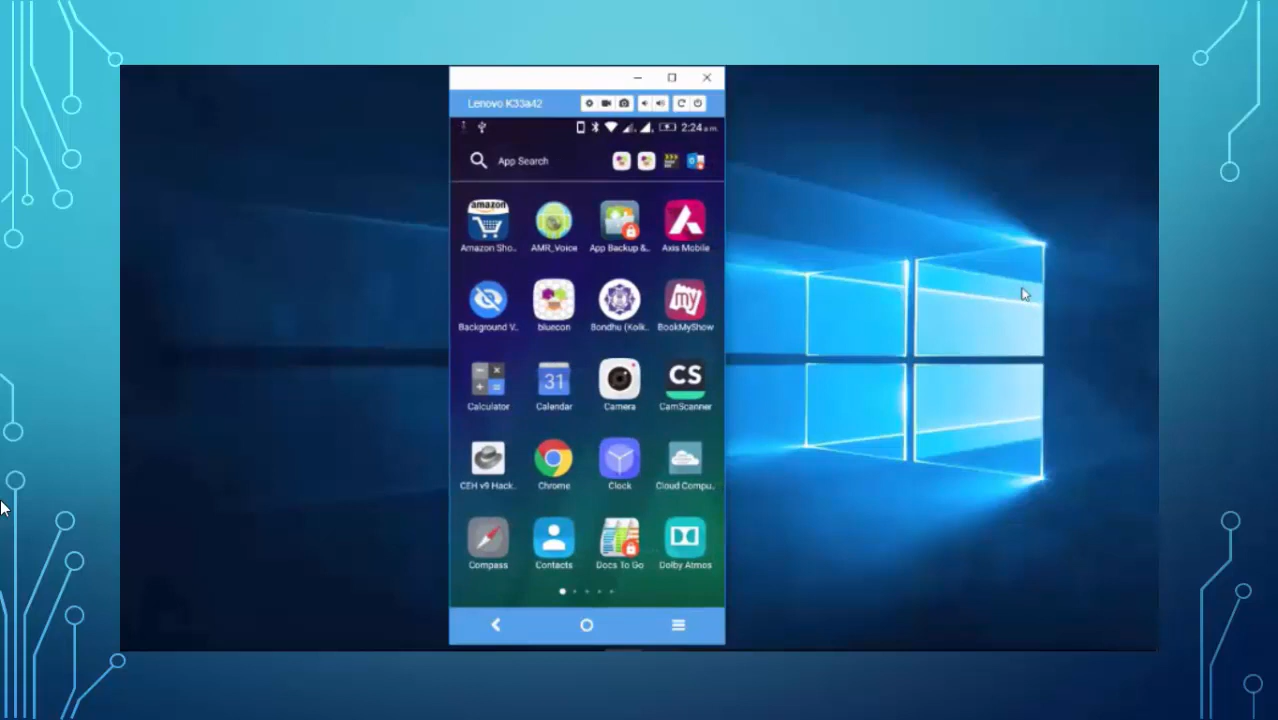 Lenovo K33a42
2:24 a.m.
App Search
amazon
Amazon Sho.. AMR_Voice App Backup &.. Axis Mobile
my
Background V.. bluecon Bondhu (Kolk.. BookMyShow
31 CS
Calculator Calendar Camera CamScanner
CEH v9 Hack.. Chrome Clock Cloud Compu..
Compass Contacts Docs To Go Dolby Atmos